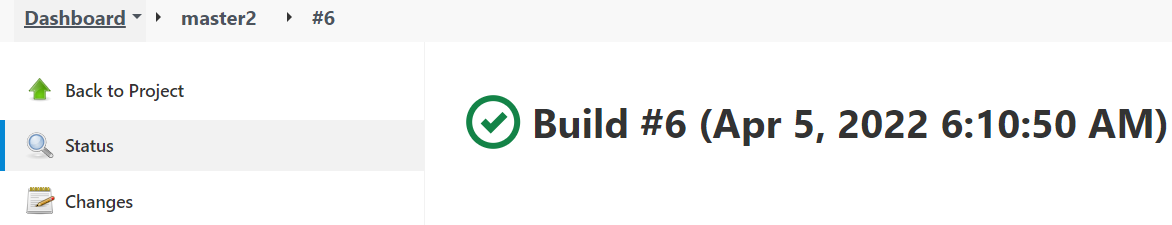 Dashboard master2 #6
Back to Project
Build #6 (Apr 5, 2022 6:10:50 AM)
Status
Changes